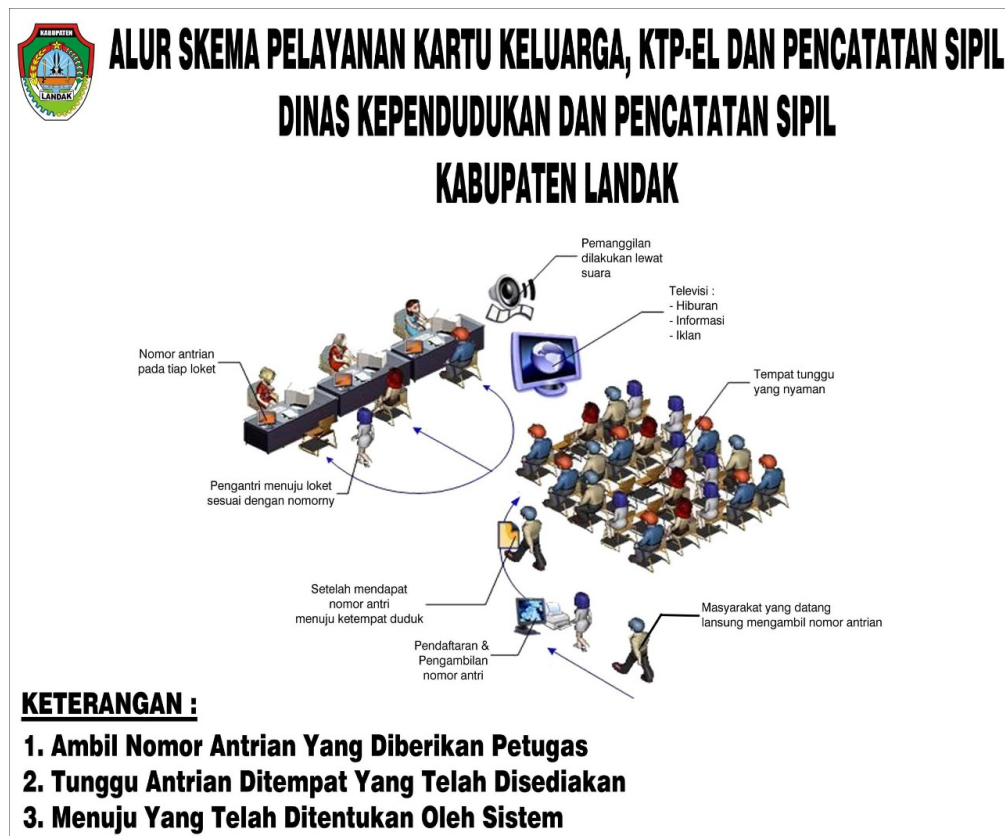 KABUPATEN
LANDAK
ALUR SKEMA PELAYANAN KARTU KELUARGA, KTP-EL DAN PENCATATAN SIPIL
DINAS KEPENDUDUKAN DAN PENCATATAN SIPIL
KABUPATEN LANDAK
Pemanggilan
dilakukan lewat
suara
Televisi :
- Hiburan
- Informasi
- Iklan
Nomor antrian
pada tiap loket
Tempat tunggu
yang nyaman
Pengantri menuju loket
sesuai dengan nomorny
Setelah mendapat
nomor antri
menuju ketempat duduk
Masyarakat yang datang
lansung mengambil nomor antrian
Pendaftaran &
Pengambilan
nomor antri
KETERANGAN :
1. Ambil Nomor Antrian Yang Diberikan Petugas
2. Tunggu Antrian Ditempat Yang Telah Disediakan
3. Menuju Yang Telah Ditentukan Oleh Sistem